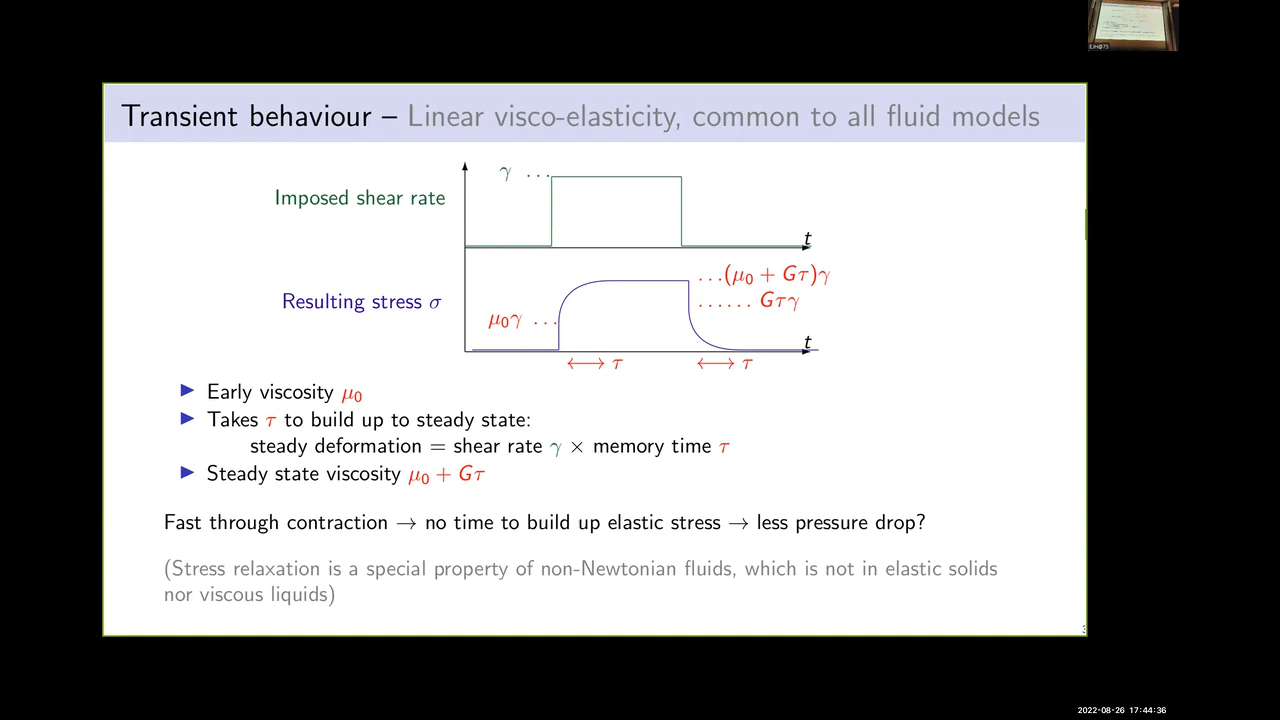 EJH@75
Transient behaviour – Linear visco-elasticity, common to all fluid models
γ ...
Imposed shear rate
t
...(μ₀ + Gτ)γ
Resulting stress σ
...... Gτγ
μ₀γ ...
t
⟷ τ
⟷ τ
▶ Early viscosity μ₀
▶ Takes τ to build up to steady state:
steady deformation = shear rate γ × memory time τ
▶ Steady state viscosity μ₀ + Gτ
Fast through contraction → no time to build up elastic stress → less pressure drop?
(Stress relaxation is a special property of non-Newtonian fluids, which is not in elastic solids
nor viscous liquids)
2022-08-26 17:44:36